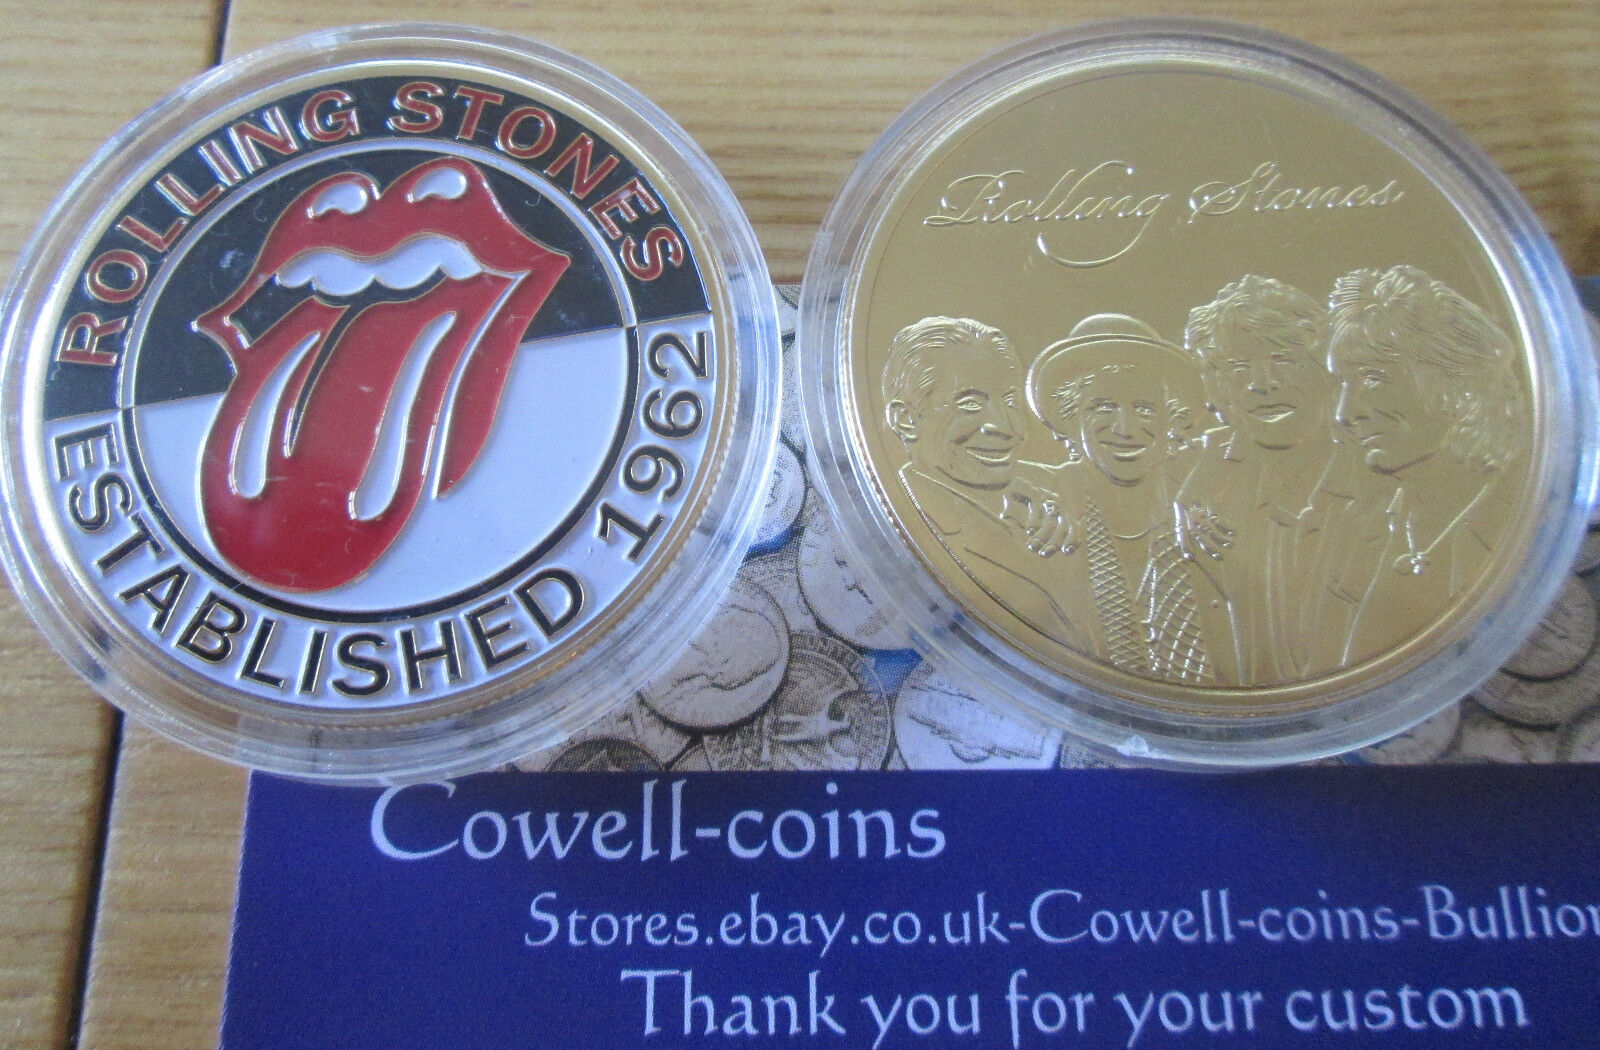 ROLLING STONES
ESTABLISHED 1962
Rolling Stones
Cowell-coins
Stores.ebay.co.uk-Cowell-coins-Bullion
Thank you for your custom